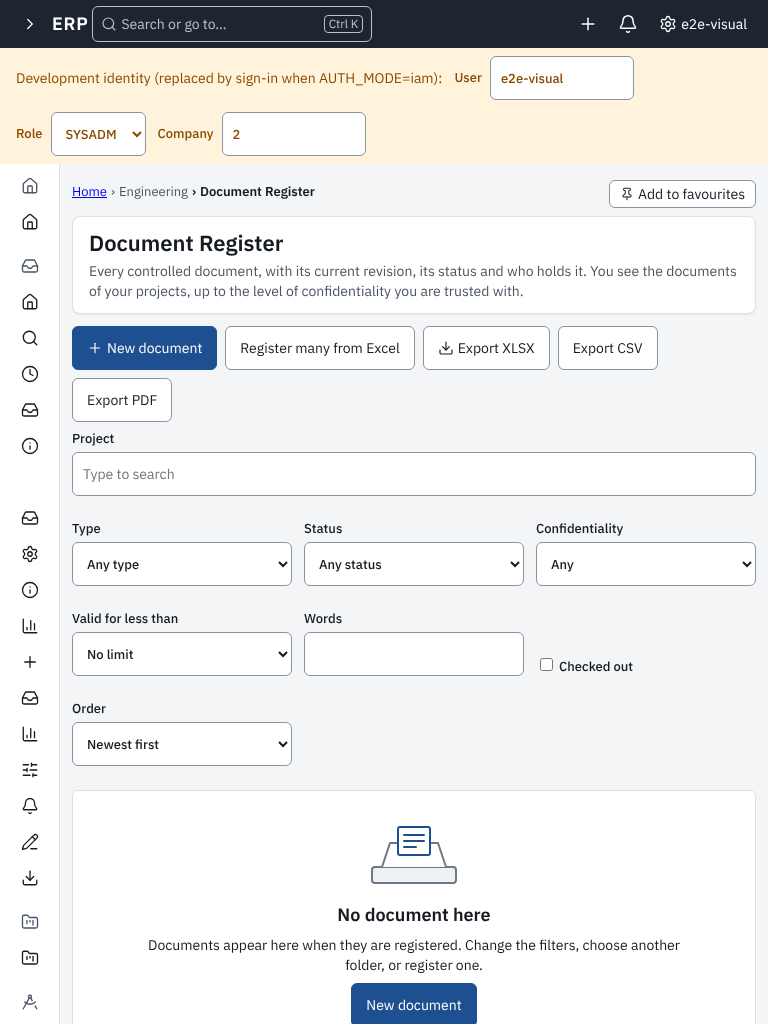 ERP
Search or go to...
Ctrl K
e2e-visual
Development identity (replaced by sign-in when AUTH_MODE=iam):
User
e2e-visual
Role
SYSADM
Company
2
Home › Engineering › Document Register
Add to favourites
Document Register
Every controlled document, with its current revision, its status and who holds it. You see the documents
of your projects, up to the level of confidentiality you are trusted with.
New document
Register many from Excel
Export XLSX
Export CSV
Export PDF
Project
Type to search
Type
Status
Confidentiality
Any type
Any status
Any
Valid for less than
Words
No limit
Checked out
Order
Newest first
No document here
Documents appear here when they are registered. Change the filters, choose another
folder, or register one.
New document